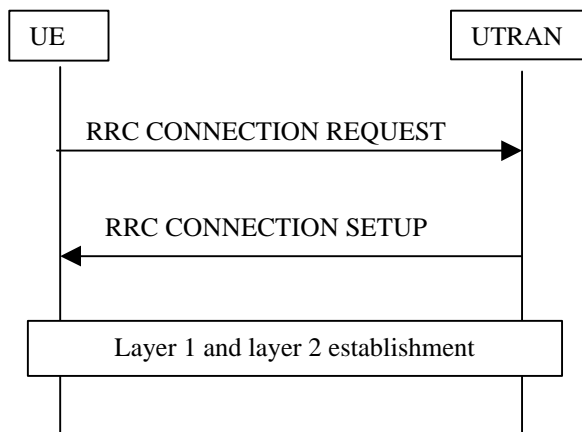 UE
UTRAN
RRC CONNECTION REQUEST
RRC CONNECTION SETUP
Layer 1 and layer 2 establishment